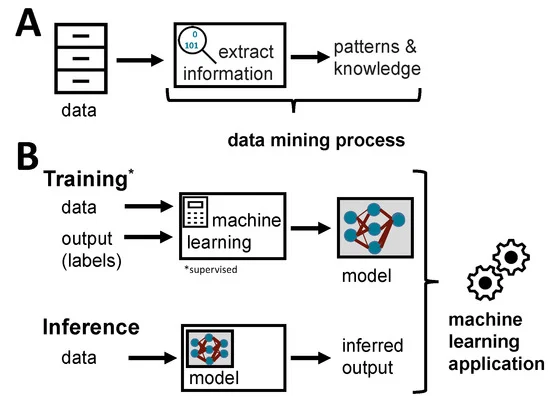 A
data
0
101
extract
information
patterns &
knowledge
data mining process
B
Training*
data
output
(labels)
machine
learning
*supervised
model
Inference
data
model
inferred
output
machine
learning
application